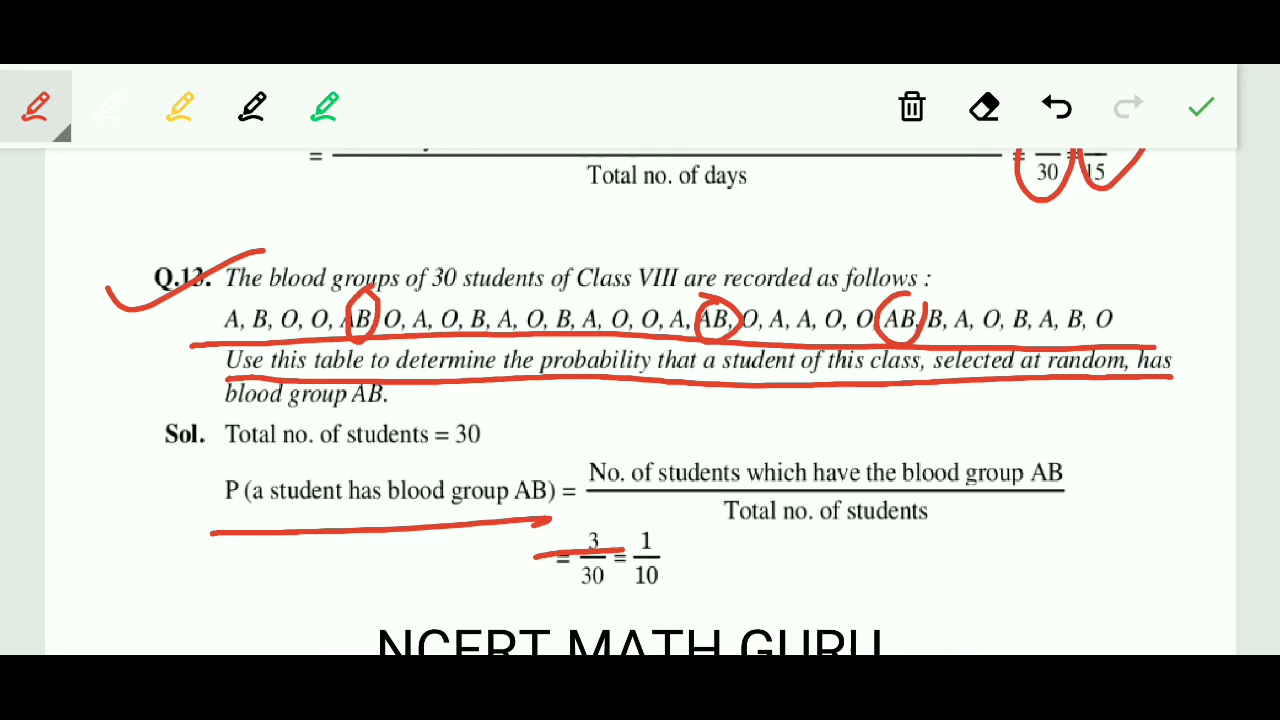 =
Total no. of days
= 30 = 15
Q.13. The blood groups of 30 students of Class VIII are recorded as follows :
A, B, O, O, AB, O, A, O, B, A, O, B, A, O, O, A, AB, O, A, A, O, O, AB, B, A, O, B, A, B, O
Use this table to determine the probability that a student of this class, selected at random, has
blood group AB.
Sol. Total no. of students = 30
P (a student has blood group AB) = No. of students which have the blood group AB
Total no. of students
= 3/30 = 1/10
NCERT MATH GURU